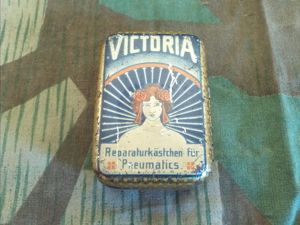 VICTORIA
Reparaturkästchen für
Pneumatics